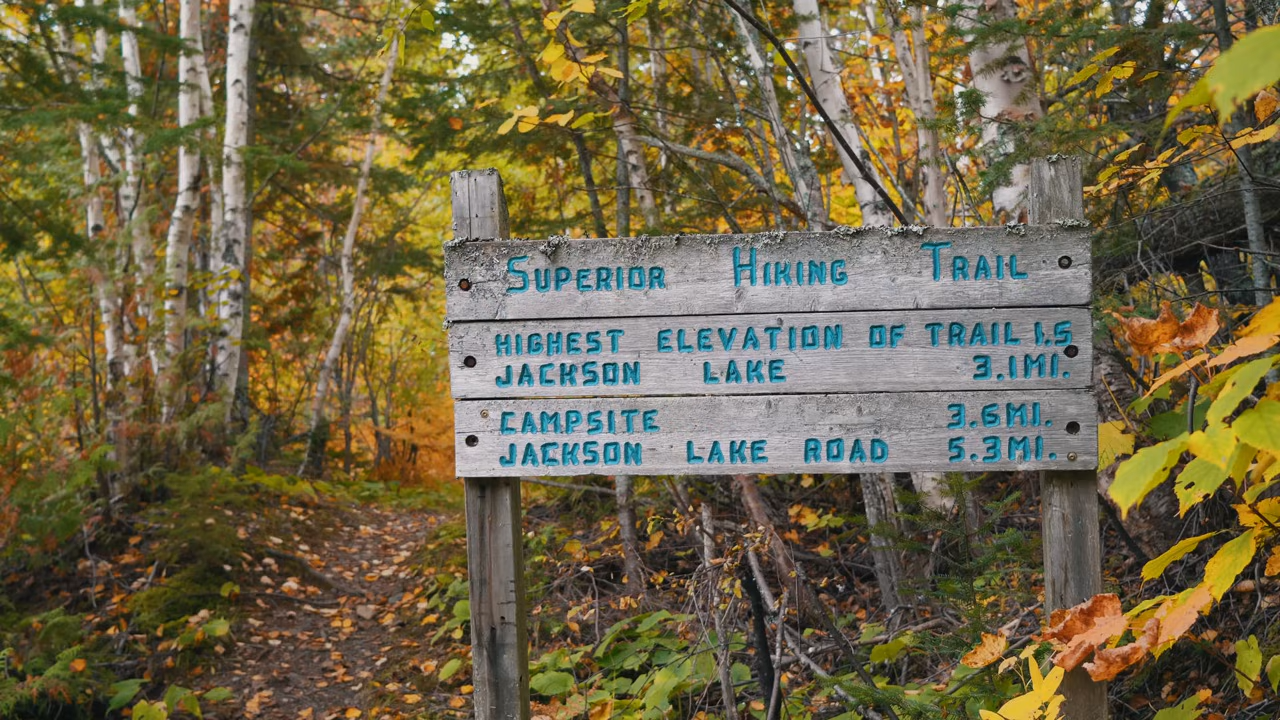 SUPERIOR HIKING TRAIL
HIGHEST ELEVATION OF TRAIL 1.5
JACKSON LAKE 3.1MI.
CAMPSITE 3.6MI.
JACKSON LAKE ROAD 5.3MI.